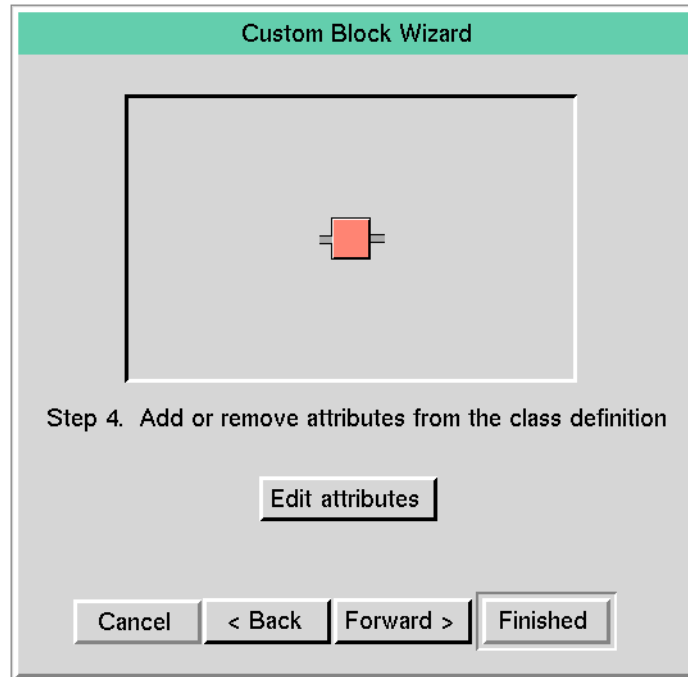 Custom Block Wizard
Step 4. Add or remove attributes from the class definition
Edit attributes
Cancel
< Back
Forward >
Finished